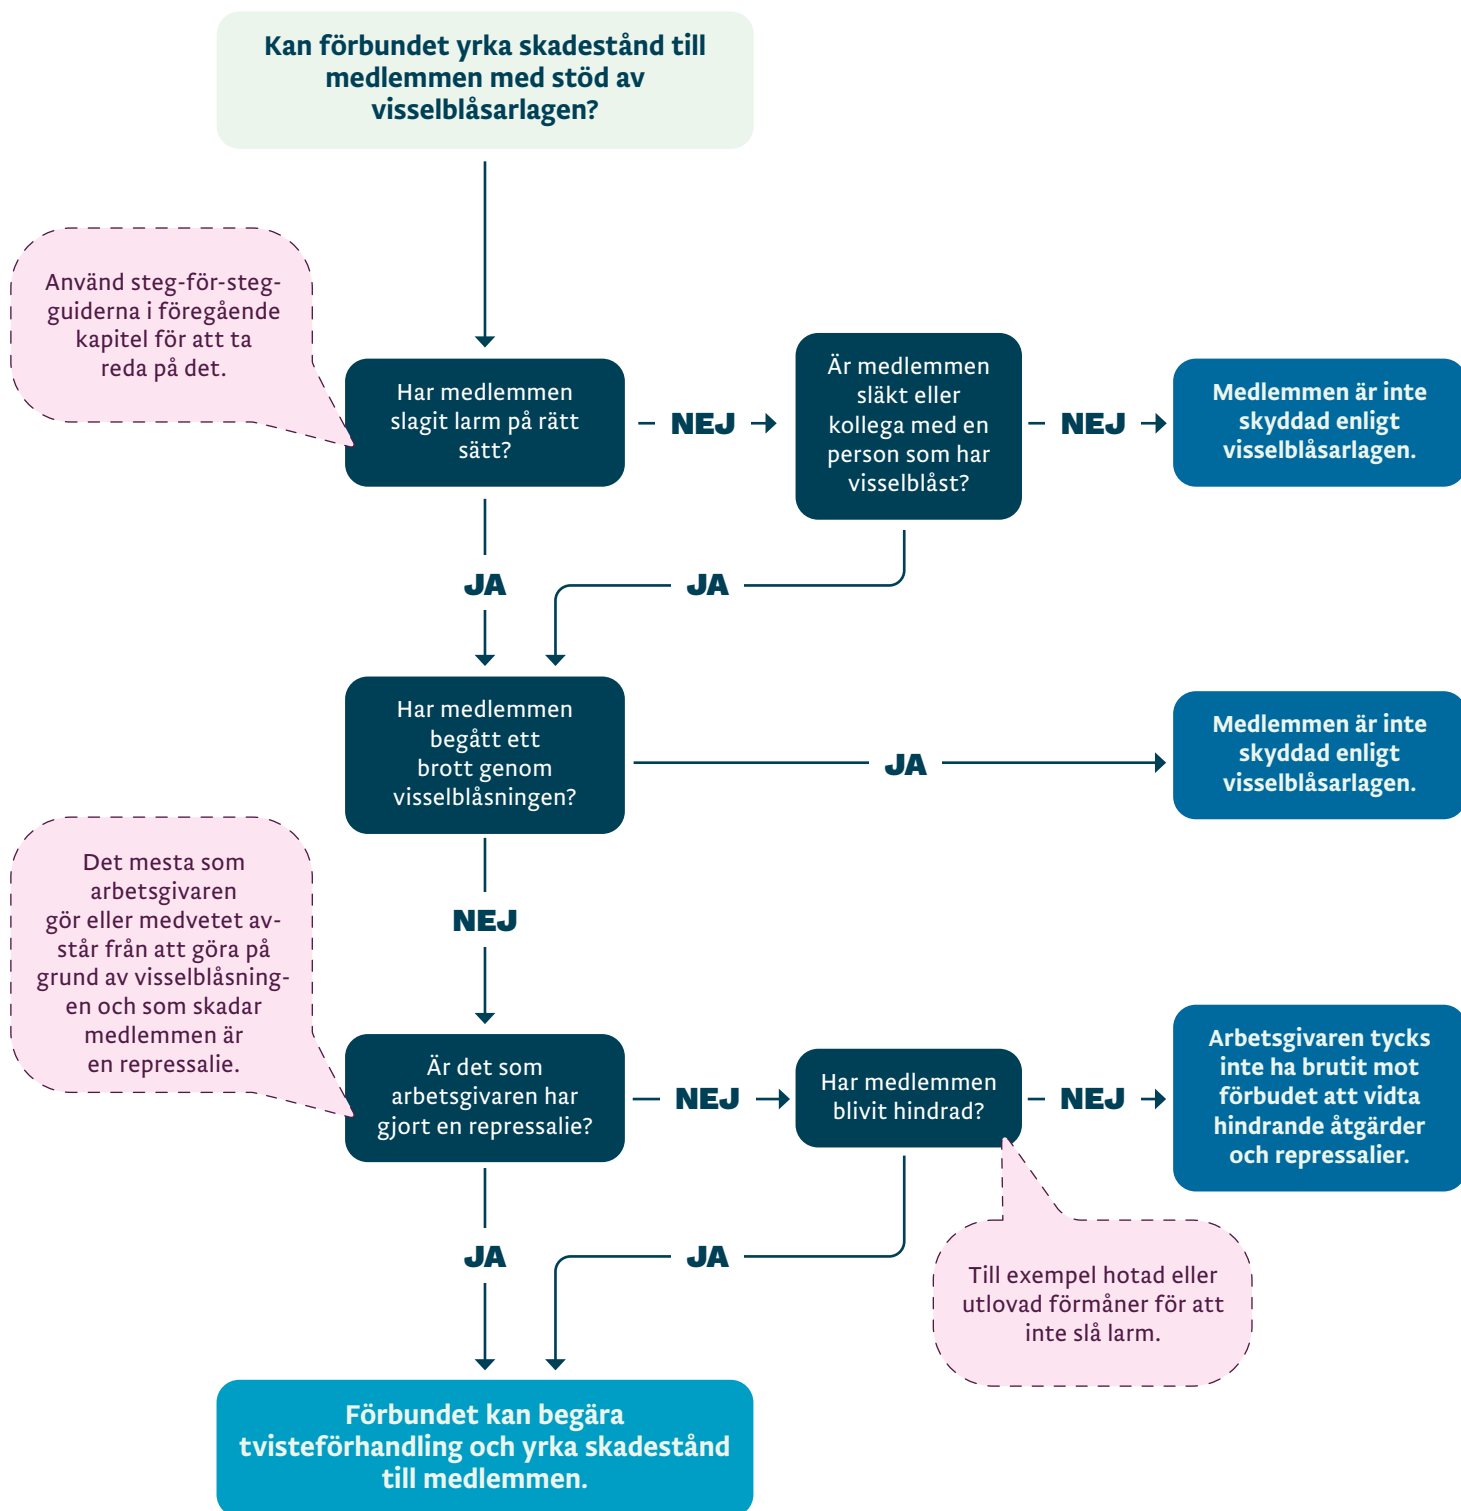 Kan förbundet yrka skadestånd till
medlemmen med stöd av
visselblåsarlagen?
Använd steg-för-steg-
guiderna i föregående
kapitel för att ta
reda på det.
Har medlemmen
slagit larm på rätt
sätt?
NEJ
Är medlemmen
släkt eller
kollega med en
person som har
visselblåst?
NEJ
Medlemmen är inte
skyddad enligt
visselblåsarlagen.
JA
JA
Har medlemmen
begått ett
brott genom
visselblåsningen?
JA
Medlemmen är inte
skyddad enligt
visselblåsarlagen.
NEJ
Det mesta som
arbetsgivaren
gör eller medvetet av-
står från att göra på
grund av visselblåsning-
en och som skadar
medlemmen är
en repressalie.
Är det som
arbetsgivaren har
gjort en repressalie?
NEJ
Har medlemmen
blivit hindrad?
NEJ
Arbetsgivaren tycks
inte ha brutit mot
förbudet att vidta
hindrande åtgärder
och repressalier.
JA
JA
Till exempel hotad eller
utlovad förmåner för att
inte slå larm.
Förbundet kan begära
tvisteförhandling och yrka skadestånd
till medlemmen.